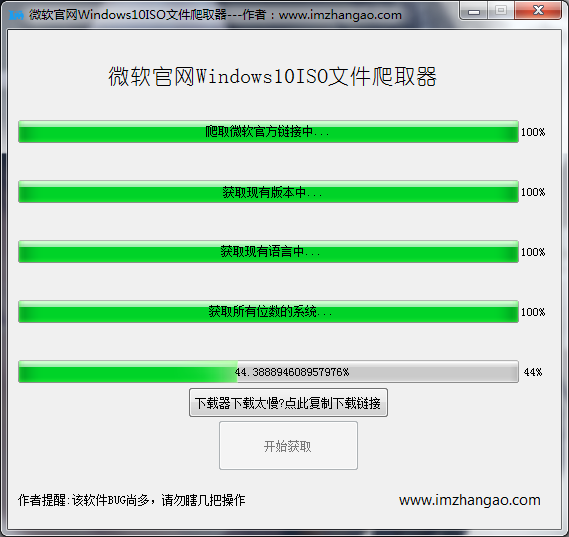 微软官网Windows10ISO文件爬取器---作者：www.imzhangao.com
微软官网Windows10ISO文件爬取器
爬取微软官方链接中... 100%
获取现有版本中... 100%
获取现有语言中... 100%
获取所有位数的系统... 100%
44.388894608957976% 44%
下载器下载太慢?点此复制下载链接
开始获取
作者提醒:该软件BUG尚多，请勿瞎几把操作 www.imzhangao.com